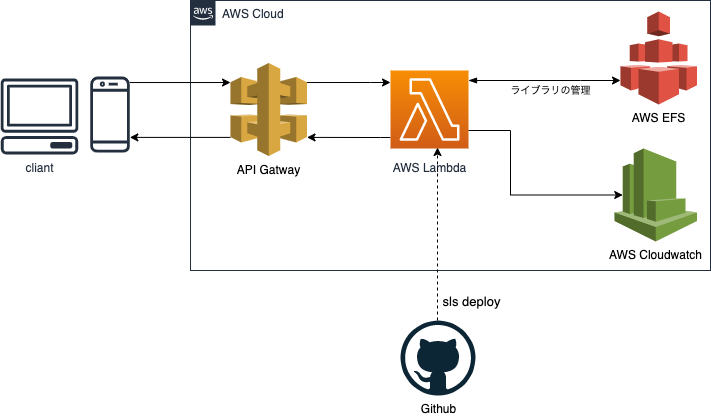 aws
AWS Cloud
ライブラリの管理
AWS EFS
cliant
API Gatway
AWS Lambda
AWS Cloudwatch
sls deploy
Github